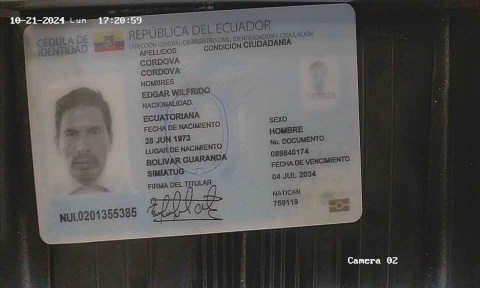 10-21-2024 Lun 17:20:59
CÉDULA DE
IDENTIDAD
REPÚBLICA DEL ECUADOR
DIRECCIÓN GENERAL DE REGISTRO CIVIL, IDENTIFICACIÓN Y CEDULACIÓN
APELLIDOS
CONDICIÓN CIUDADANÍA
CORDOVA
CORDOVA
NOMBRES
EDGAR WILFRIDO
NACIONALIDAD
ECUATORIANA
FECHA DE NACIMIENTO
28 JUN 1973
LUGAR DE NACIMIENTO
BOLIVAR GUARANDA
SIMIATUG
FIRMA DEL TITULAR
SEXO
HOMBRE
No. DOCUMENTO
089840174
FECHA DE VENCIMIENTO
04 JUL 2034
NAT/CAN
759119
NUI.0201355385
Camera 02